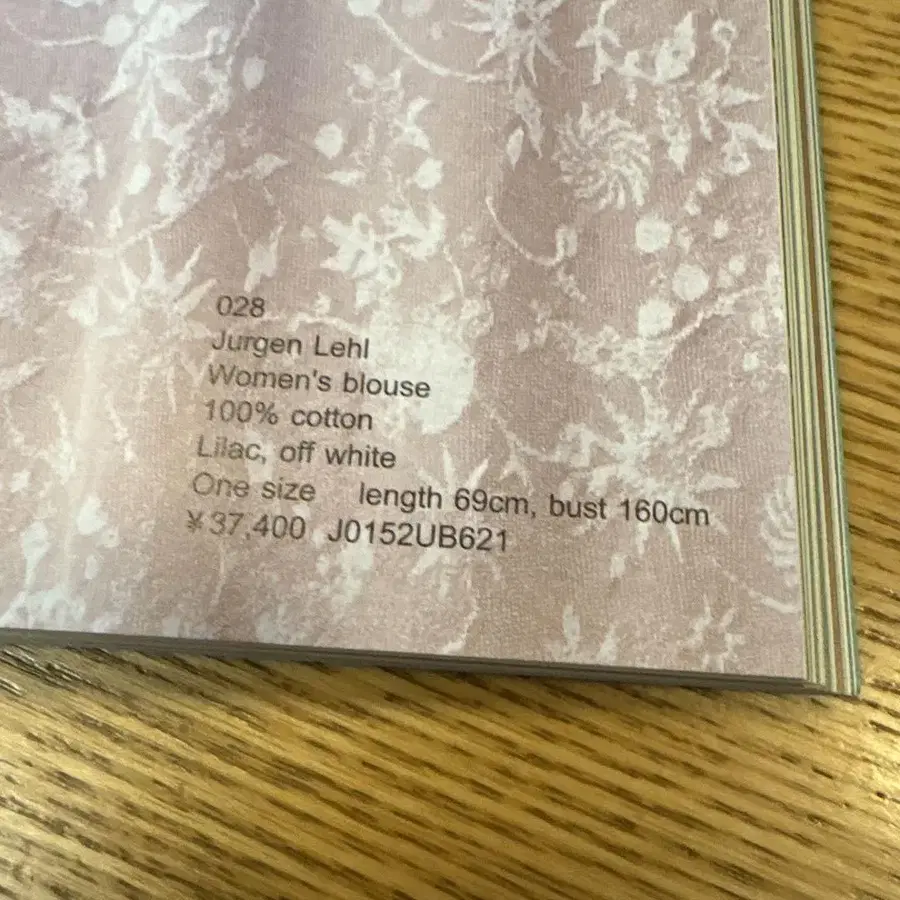 028
Jurgen Lehl
Women's blouse
100% cotton
Lilac, off white
One size length 69cm, bust 160cm
¥37,400 J0152UB621